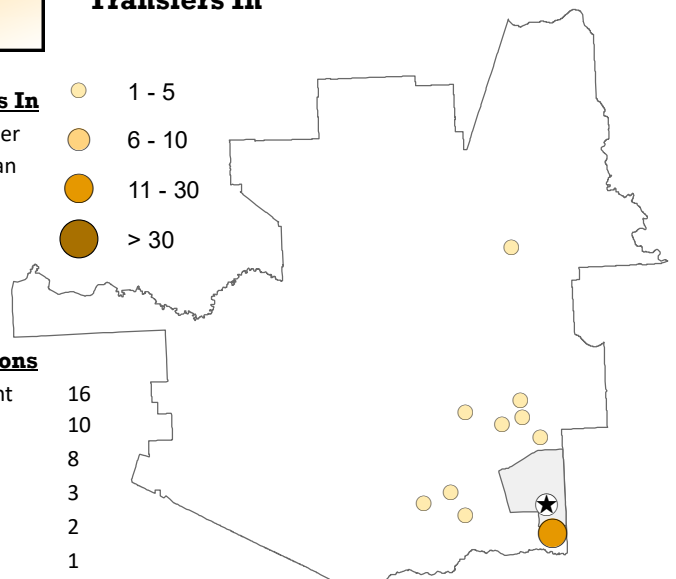 Transfers In
1 - 5
s In
er
6 - 10
an
11 - 30
> 30
ons
nt 16
10
8
3
2
1